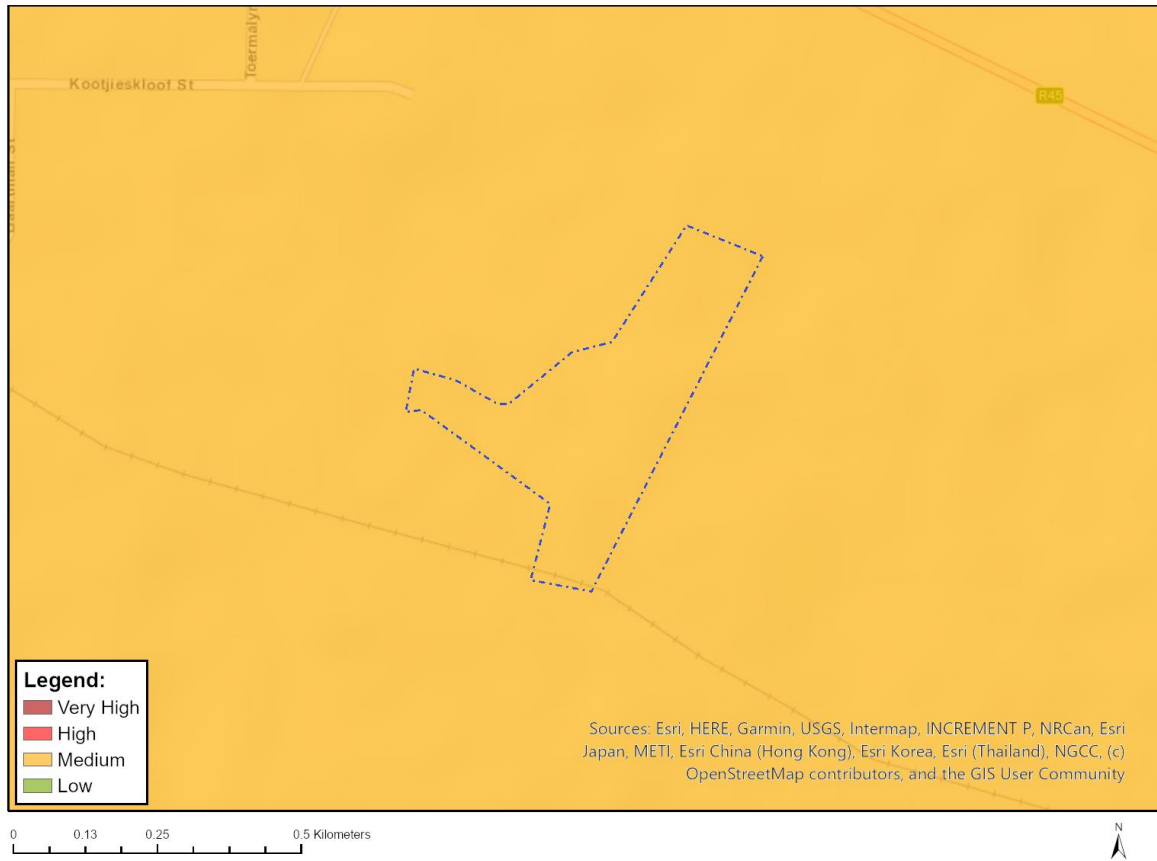 Toermalyn
Kootjieskloof St
R45
Legend:
Very High
High
Medium
Low
Sources: Esri, HERE, Garmin, USGS, Intermap, INCREMENT P, NRCan, Esri
Japan, METI, Esri China (Hong Kong), Esri Korea, Esri (Thailand), NGCC, (c)
OpenStreetMap contributors, and the GIS User Community
0 0.13 0.25 0.5 Kilometers
N